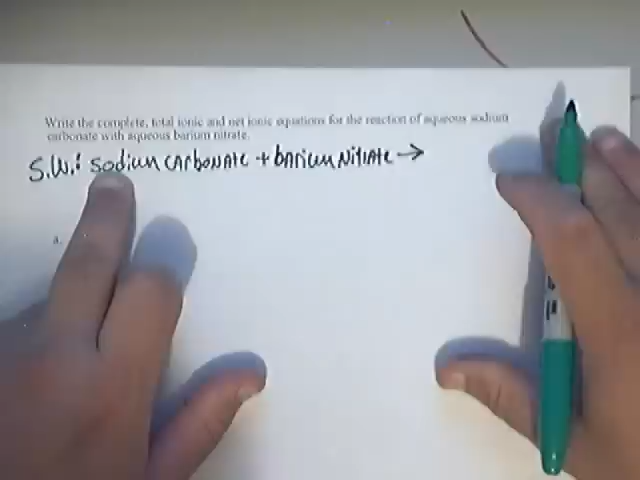 Write the complete, total ionic and net ionic equations for the reaction of aqueous sodium
carbonate with aqueous barium nitrate.
S.W.: sodium carbonate + barium nitrate →
a.